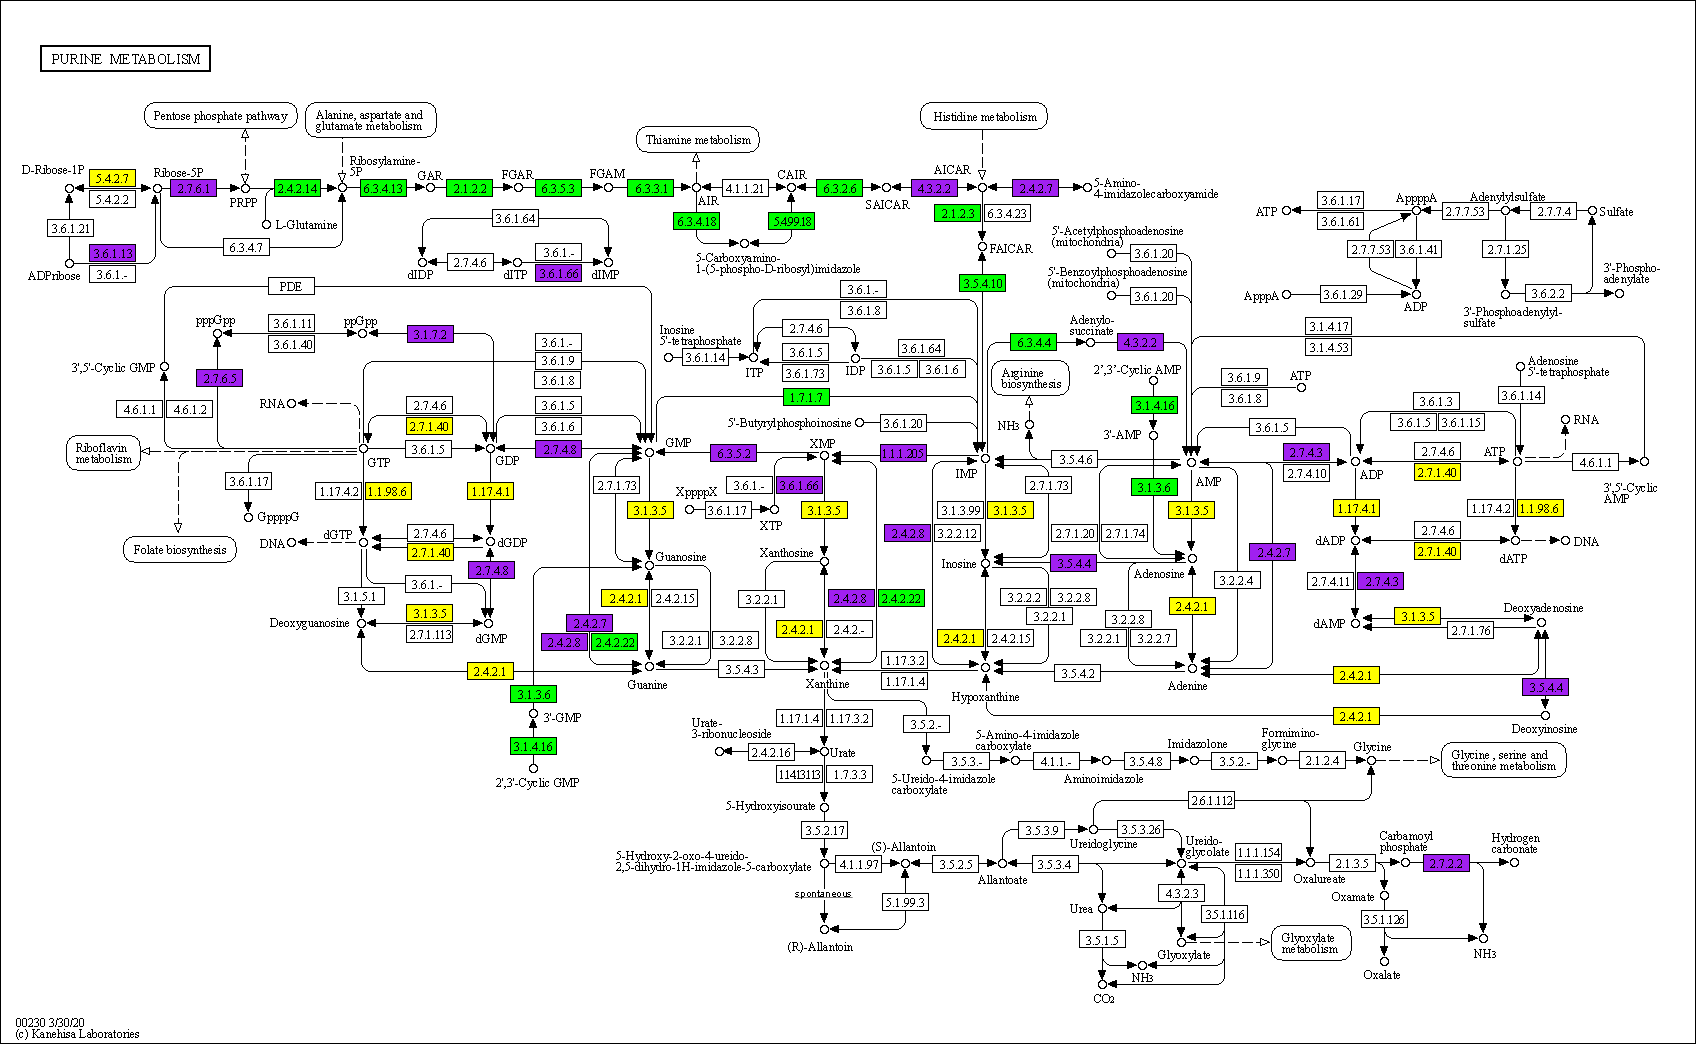 PURINE METABOLISM
Pentose phosphate pathway
Alanine, aspartate and
glutamate metabolism
Thiamine metabolism
Histidine metabolism
D-Ribose-1P
5.4.2.7
5.4.2.2
Ribose-5P
2.7.6.1
PRPP
2.4.2.14
Ribosylamine-
5P
6.3.4.13
GAR
2.1.2.2
FGAR
6.3.5.3
FGAM
6.3.3.1
AIR
4.1.1.21
CAIR
6.3.2.6
SAICAR
AICAR
4.3.2.2
2.4.2.7
5-Amino-
4-imidazolecarboxyamide
L-Glutamine
3.6.1.21
3.6.1.13
3.6.1.-
ADPribose
6.3.4.7
3.6.1.64
dIDP
2.7.4.6
dITP
3.6.1.-
3.6.1.66
dIMP
6.3.4.18
5.4.99.18
5-Carboxyamino-
1-(5-phospho-D-ribosyl)imidazole
2.1.2.3
6.3.4.23
FAICAR
3.5.4.10
5'-Acetylphosphoadenosine
(mitochondria)
3.6.1.20
5'-Benzoylphosphoadenosine
(mitochondria)
3.6.1.20
ATP
3.6.1.17
3.6.1.61
AppppA
2.7.7.53
Adenylylsulfate
2.7.7.4
Sulfate
2.7.7.53
3.6.1.41
2.7.1.25
ApppA
3.6.1.29
ADP
3.6.2.2
3'-Phospho-
adenylate
3'-Phosphoadenylyl-
sulfate
PDE
pppGpp
3.6.1.11
3.6.1.40
ppGpp
3.1.7.2
3',5'-Cyclic GMP
2.7.6.5
4.6.1.1
4.6.1.2
RNA
3.6.1.-
3.6.1.9
3.6.1.8
3.6.1.5
3.6.1.6
2.7.4.6
2.7.1.40
3.6.1.5
2.7.4.8
GTP
GDP
GMP
Riboflavin
metabolism
Folate biosynthesis
3.6.1.17
GppppG
1.17.4.2
1.1.98.6
1.17.4.1
DNA
dGTP
2.7.4.6
2.7.1.40
dGDP
2.7.4.8
3.6.1.-
3.1.5.1
Deoxyguanosine
3.1.3.5
2.7.1.113
dGMP
2.4.2.1
Inosine
5'-tetraphosphate
3.6.1.14
ITP
3.6.1.-
3.6.1.8
2.7.4.6
3.6.1.5
3.6.1.73
IDP
3.6.1.64
3.6.1.5
3.6.1.6
1.7.1.7
5'-Butyrylphosphoinosine
3.6.1.20
6.3.5.2
XMP
1.1.1.205
IMP
2.7.1.73
3.1.3.5
3.6.1.-
3.6.1.66
XppppX
3.6.1.17
XTP
3.1.3.5
Guanosine
Xanthosine
2.4.2.1
2.4.2.15
2.4.2.7
2.4.2.8
2.4.2.22
3.2.2.1
3.2.2.8
3.2.2.1
2.4.2.8
2.4.2.22
2.4.2.1
2.4.2.-
Guanine
3.5.4.3
Xanthine
1.17.3.2
1.17.1.4
Hypoxanthine
6.3.4.4
Adenylo-
succinate
4.3.2.2
Arginine
biosynthesis
NH3
2',3'-Cyclic AMP
3.1.4.16
3'-AMP
3.1.3.6
3.5.4.6
AMP
2.7.1.73
3.1.3.99
3.1.3.5
2.4.2.8
3.2.2.12
2.7.1.20
2.7.1.74
3.1.3.5
Inosine
3.5.4.4
Adenosine
2.4.2.7
3.2.2.4
3.2.2.2
3.2.2.8
3.2.2.1
2.4.2.1
2.4.2.15
2.4.2.1
3.2.2.8
3.2.2.1
3.2.2.7
3.5.4.2
Adenine
3.1.4.17
3.1.4.53
3.6.1.9
3.6.1.8
ATP
Adenosine
5'-tetraphosphate
3.6.1.14
3.6.1.3
3.6.1.5
3.6.1.15
RNA
3.6.1.5
2.7.4.3
2.7.4.10
ADP
2.7.4.6
2.7.1.40
ATP
4.6.1.1
3',5'-Cyclic
AMP
1.17.4.1
1.17.4.2
1.1.98.6
dADP
2.7.4.6
2.7.1.40
dATP
DNA
2.7.4.11
2.7.4.3
dAMP
3.1.3.5
2.7.1.76
Deoxyadenosine
2.4.2.1
3.5.4.4
2.4.2.1
Deoxyinosine
3.1.3.6
3'-GMP
3.1.4.16
2',3'-Cyclic GMP
1.17.1.4
1.17.3.2
Urate-
3-ribonucleoside
2.4.2.16
Urate
1.14.13.113
1.7.3.3
5-Hydroxyisourate
3.5.2.17
5-Hydroxy-2-oxo-4-ureido-
2,5-dihydro-1H-imidazole-5-carboxylate
4.1.1.97
(S)-Allantoin
spontaneous
5.1.99.3
(R)-Allantoin
3.5.2.5
Allantoate
3.5.2.-
3.5.3.-
5-Ureido-4-imidazole
carboxylate
5-Amino-4-imidazole
carboxylate
4.1.1.-
Aminoimidazole
3.5.4.8
Imidazolone
3.5.2.-
Formimino-
glycine
2.1.2.4
Glycine
Glycine, serine and
threonine metabolism
2.6.1.112
3.5.3.9
Ureidoglycine
3.5.3.26
Ureido-
glycolate
3.5.3.4
1.1.1.154
1.1.1.350
Oxalureate
2.1.3.5
Carbamoyl
phosphate
2.7.2.2
Hydrogen
carbonate
Oxamate
3.5.1.126
NH3
Oxalate
Urea
4.3.2.3
3.5.1.116
3.5.1.5
Glyoxylate
Glyoxylate
metabolism
NH3
CO2
00230 3/30/20
(c) Kanehisa Laboratories